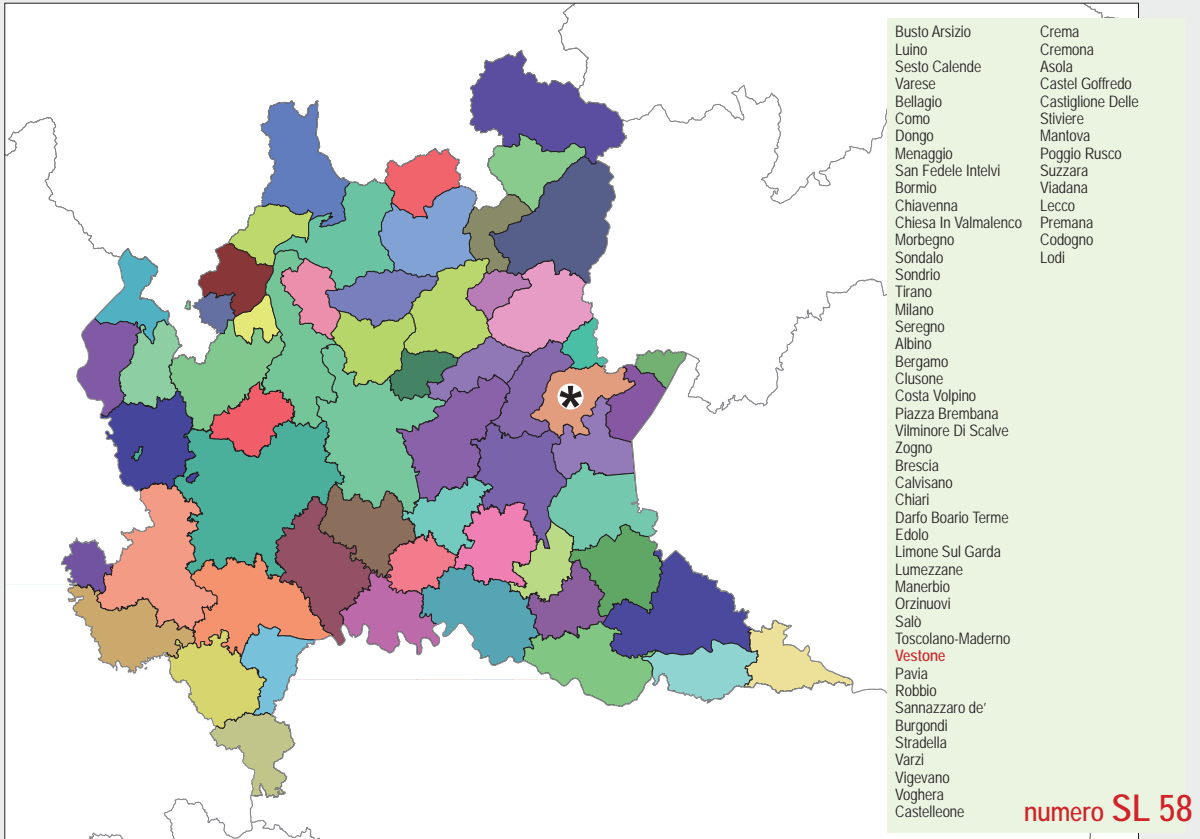 Busto Arsizio
Luino
Sesto Calende
Varese
Bellagio
Como
Dongo
Menaggio
San Fedele Intelvi
Bormio
Chiavenna
Chiesa In Valmalenco
Morbegno
Sondalo
Sondrio
Tirano
Milano
Seregno
Albino
Bergamo
Clusone
Costa Volpino
Piazza Brembana
Vilminore Di Scalve
Zogno
Brescia
Calvisano
Chiari
Darfo Boario Terme
Edolo
Limone Sul Garda
Lumezzane
Manerbio
Orzinuovi
Salò
Toscolano-Maderno
Vestone
Pavia
Robbio
Sannazzaro de'
Burgondi
Stradella
Varzi
Vigevano
Voghera
Castelleone
Crema
Cremona
Asola
Castel Goffredo
Castiglione Delle
Stiviere
Mantova
Poggio Rusco
Suzzara
Viadana
Lecco
Premana
Codogno
Lodi
*
numero SL 58